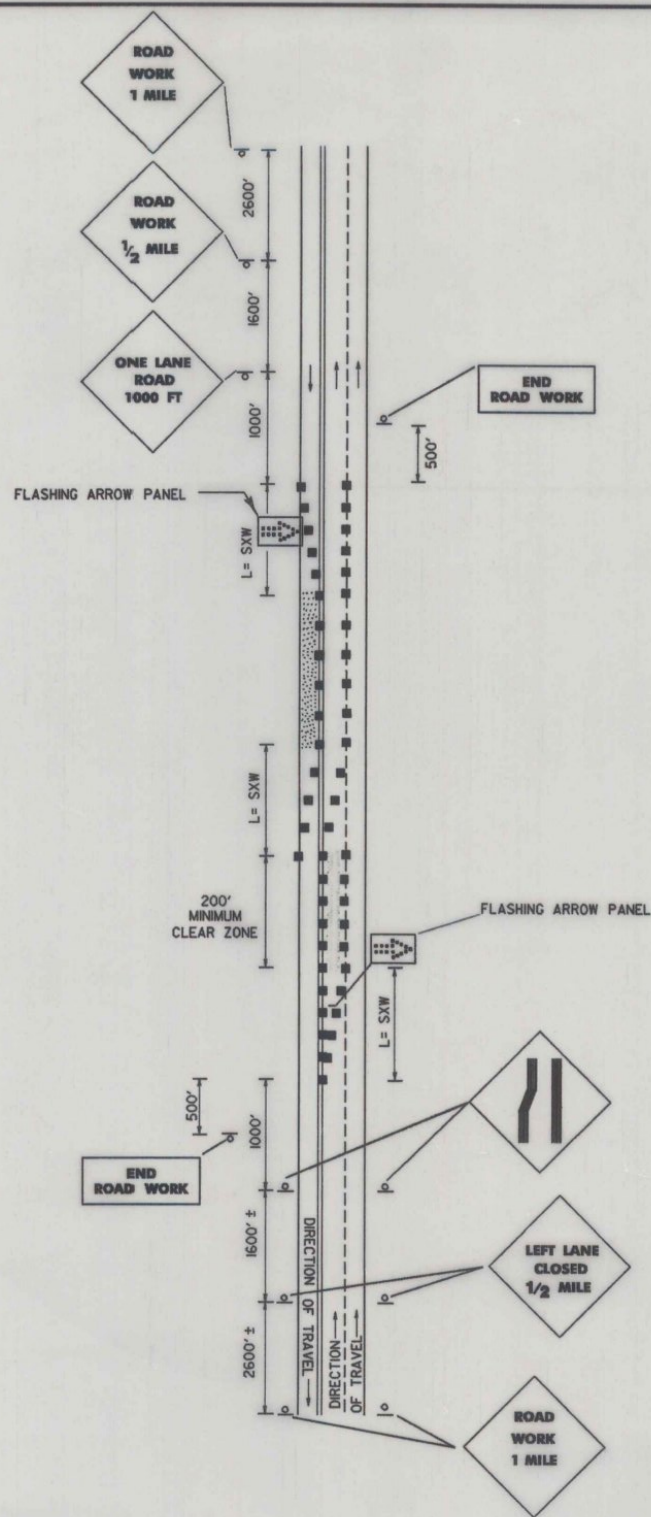 ROAD
WORK
1 MILE
2600'
ROAD
WORK
1/2 MILE
1600'
ONE LANE
ROAD
1000 FT
1000'
END
ROAD WORK
500'
FLASHING ARROW PANEL
L= SXW
L= SXW
200'
MINIMUM
CLEAR ZONE
FLASHING ARROW PANEL
L= SXW
500'
1000'
END
ROAD WORK
1600' ±
DIRECTION OF TRAVEL
LEFT LANE
CLOSED
1/2 MILE
2600' ±
DIRECTION
OF TRAVEL
ROAD
WORK
1 MILE